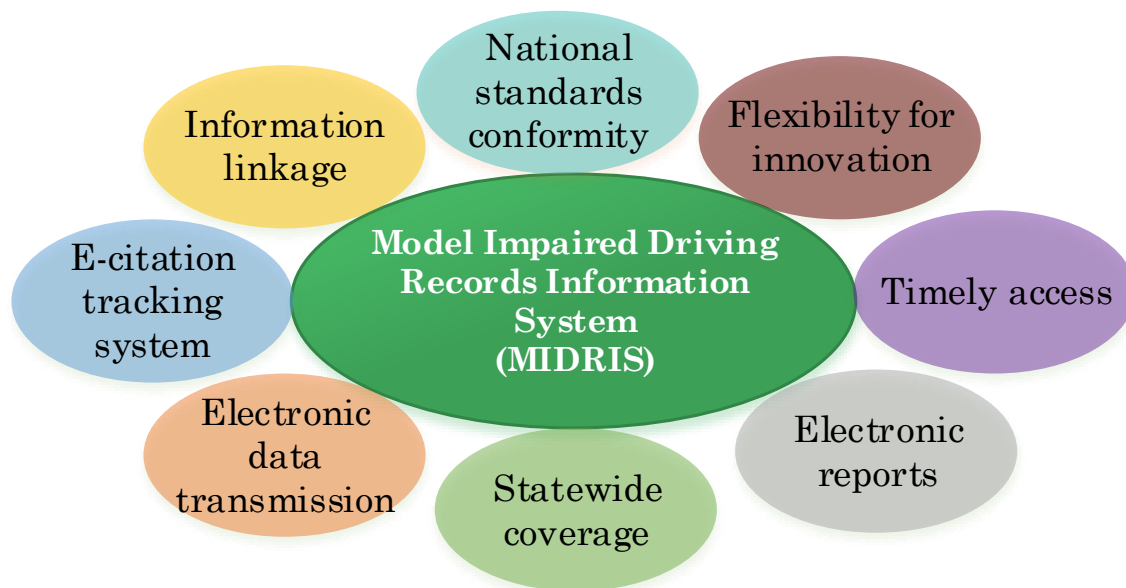 National
standards
conformity
Flexibility for
innovation
Information
linkage
Model Impaired Driving
Records Information
System
(MIDRIS)
E-citation
tracking
system
Timely access
Electronic
data
transmission
Electronic
reports
Statewide
coverage